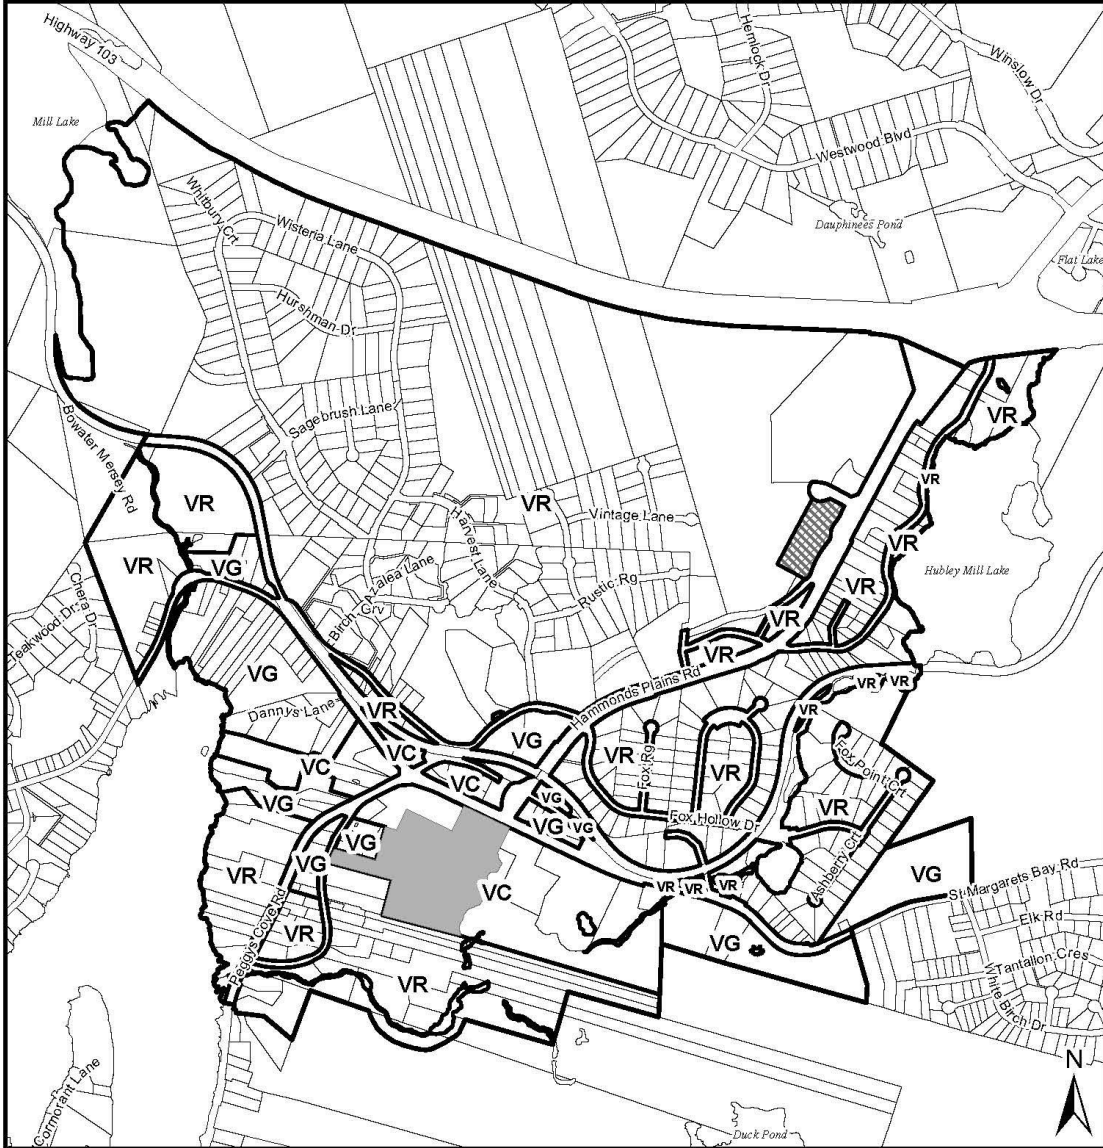 Highway 103
Hemlock Dr
Winslow Dr
Mill Lake
Westwood Blvd
Whitbury Crt
Wisteria Lane
Dauphinees Pond
Flat Lake
Hurshman Dr
Sagebrush Lane
VR
Bowater Mersey Rd
VR
VR
Harvest Lane
Vintage Lane
VR
VR
Hubley Mill Lake
VR
VG
Azalea Lane
Birch
Grv
Rustic Rg
VR
Teakwood Dr
Chera Dr
VR
VR
VG
Hammonds Plains Rd
VR
VR
Dannys Lane
VR
VR
VC
VG
VR
Fox Rg
VR
Fox Point Crt
VC
VC
VG
VG
VG
VG
Fox Hollow Dr
VR
VG
VR
VG
VC
VR
VR
VR
Ashberry Crt
VG
St Margarets Bay Rd
Peggys Cove Rd
VR
VG
Elk Rd
VR
Tantallon Cres
White Birch Dr
N
Cormorant Lane
Duck Pond